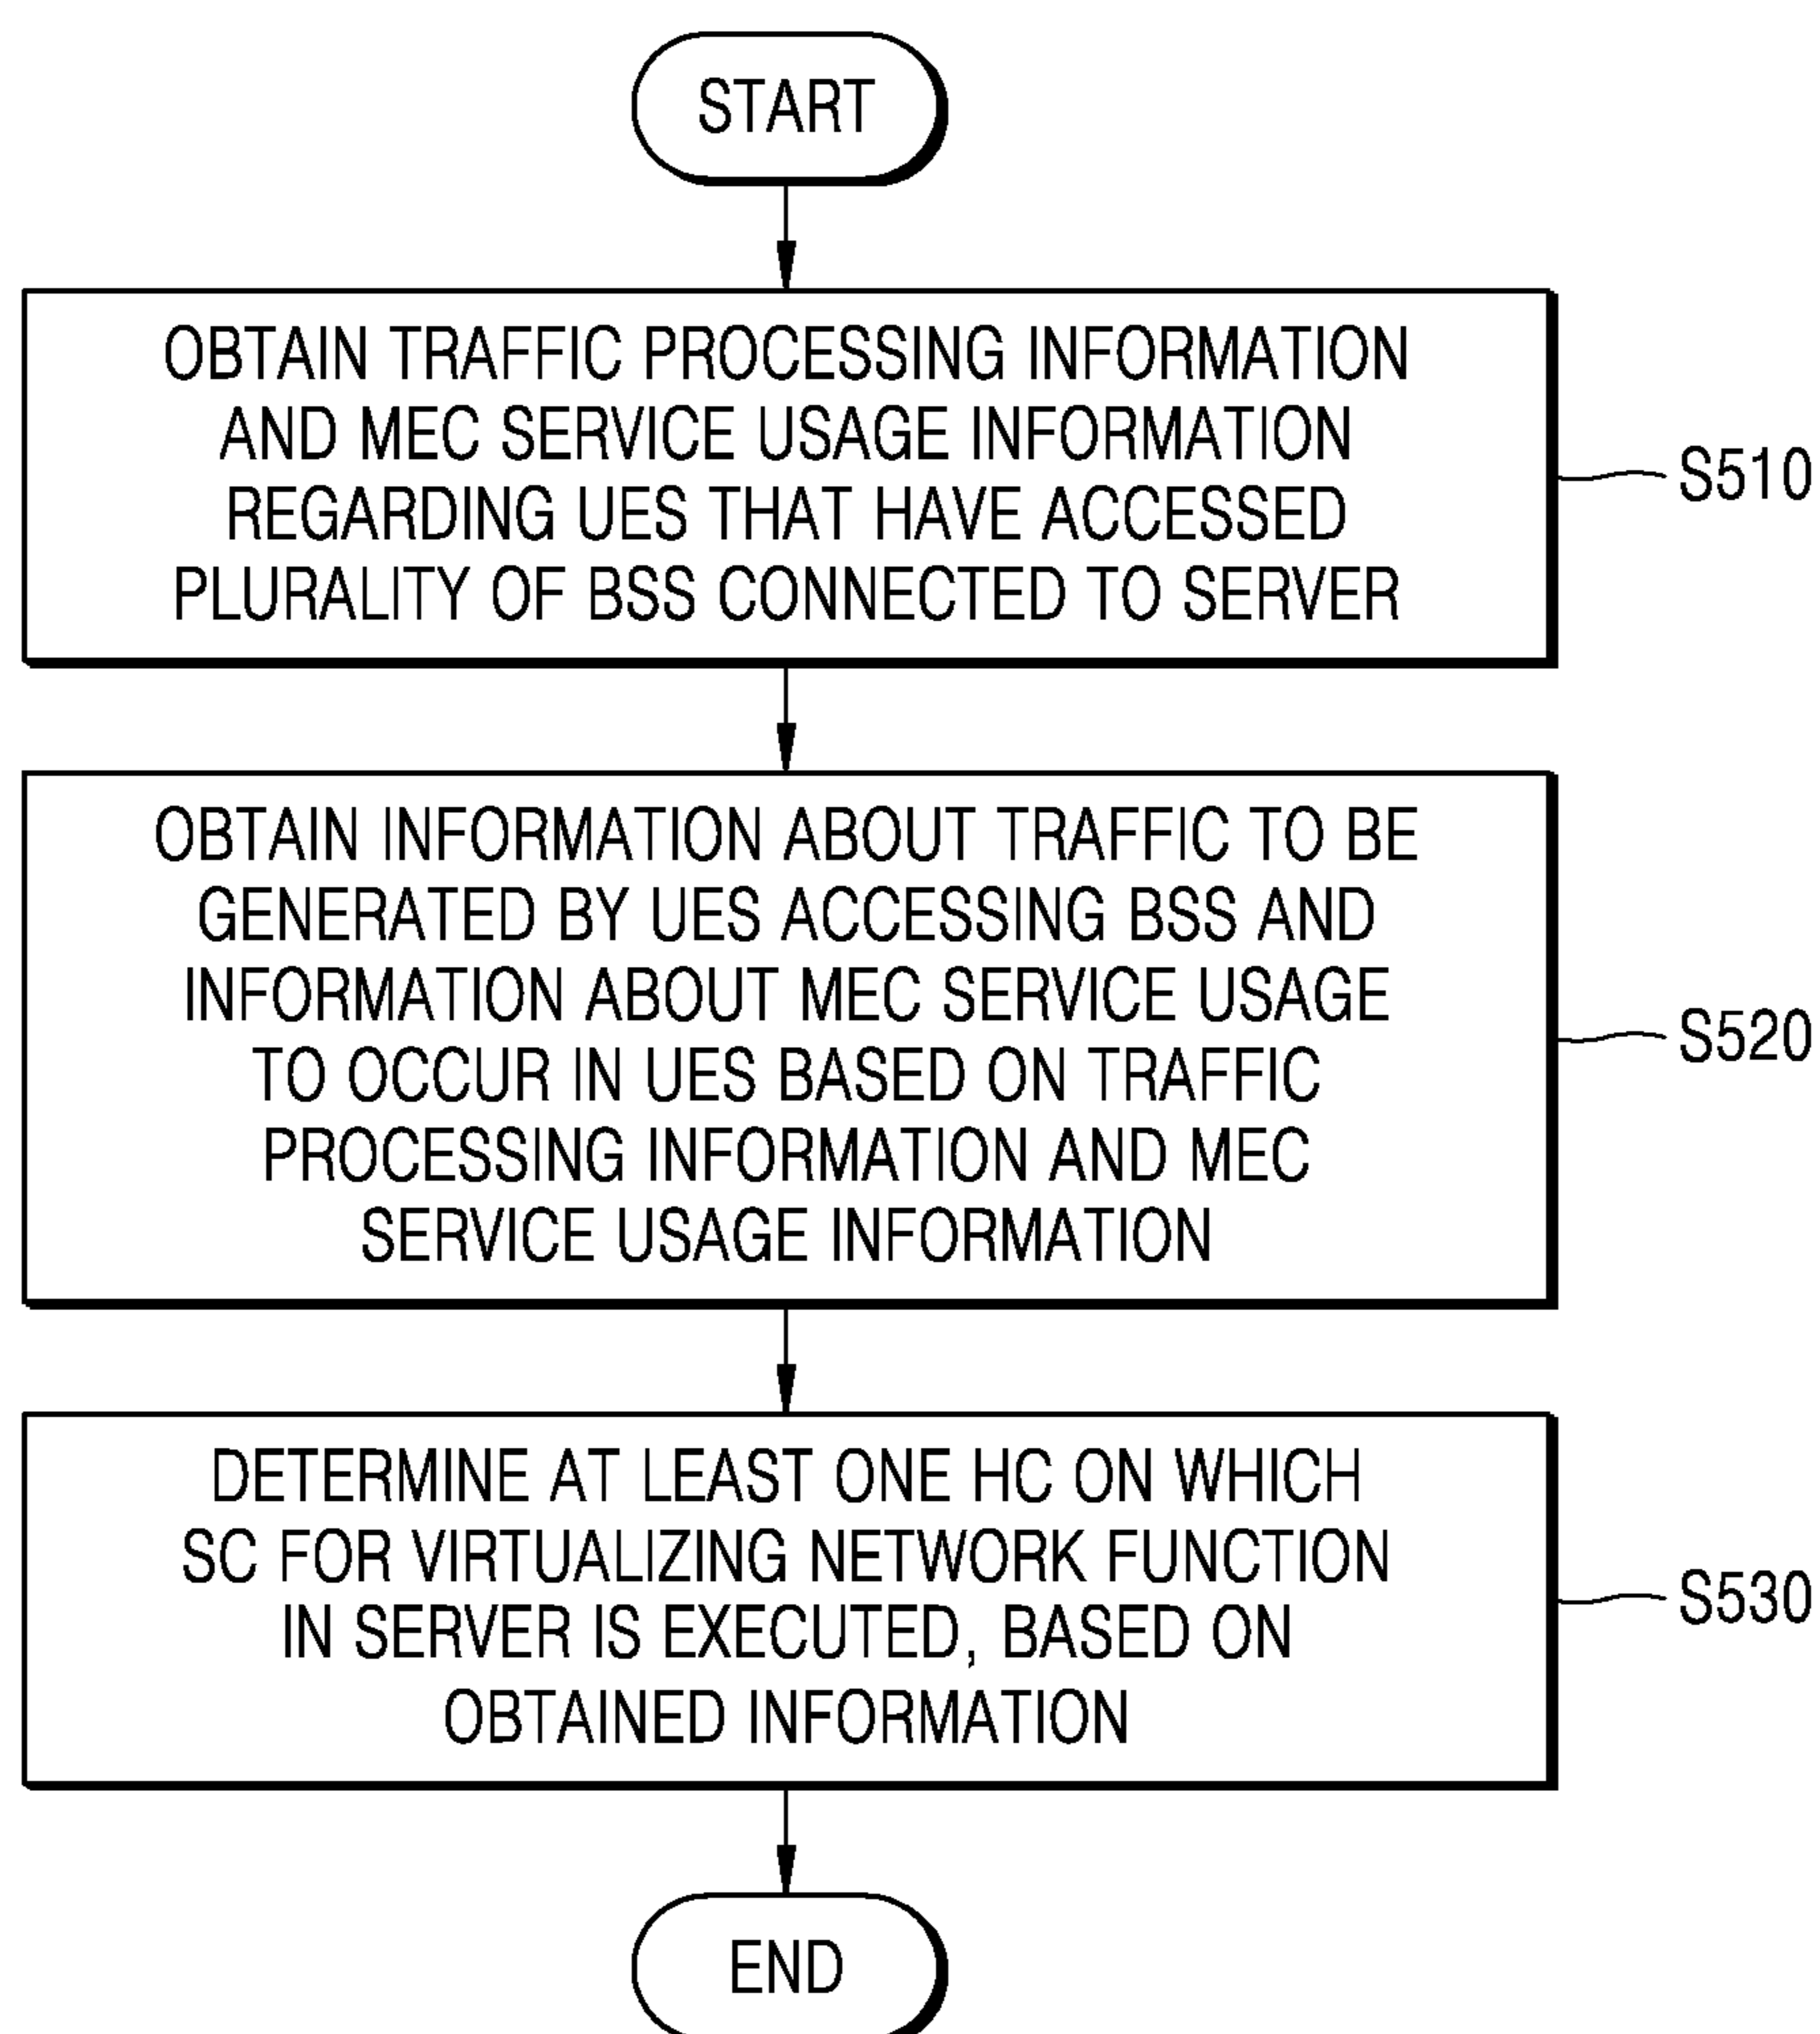 START
OBTAIN TRAFFIC PROCESSING INFORMATION
AND MEC SERVICE USAGE INFORMATION
REGARDING UES THAT HAVE ACCESSED
PLURALITY OF BSS CONNECTED TO SERVER
S510
OBTAIN INFORMATION ABOUT TRAFFIC TO BE
GENERATED BY UES ACCESSING BSS AND
INFORMATION ABOUT MEC SERVICE USAGE
TO OCCUR IN UES BASED ON TRAFFIC
PROCESSING INFORMATION AND MEC
SERVICE USAGE INFORMATION
S520
DETERMINE AT LEAST ONE HC ON WHICH
SC FOR VIRTUALIZING NETWORK FUNCTION
IN SERVER IS EXECUTED, BASED ON
OBTAINED INFORMATION
S530
END